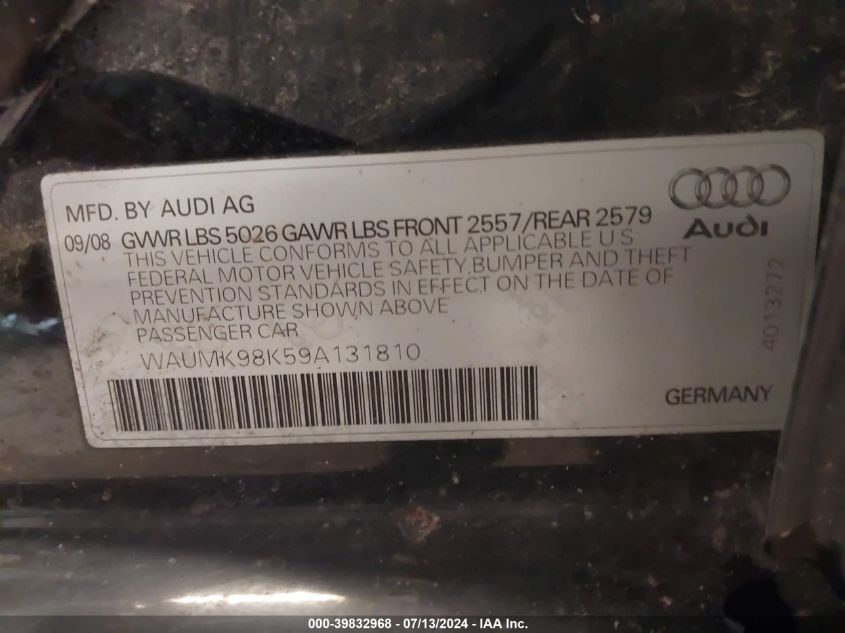 MFD. BY AUDI AG
09/08 GVWR LBS 5026 GAWR LBS FRONT 2557/REAR 2579
THIS VEHICLE CONFORMS TO ALL APPLICABLE U S
FEDERAL MOTOR VEHICLE SAFETY,BUMPER AND THEFT
PREVENTION STANDARDS IN EFFECT ON THE DATE OF
MANUFACTURE SHOWN ABOVE
PASSENGER CAR
WAUMK98K59A131810
Audi
4013272
GERMANY
000-39832968 - 07/13/2024 - IAA Inc.